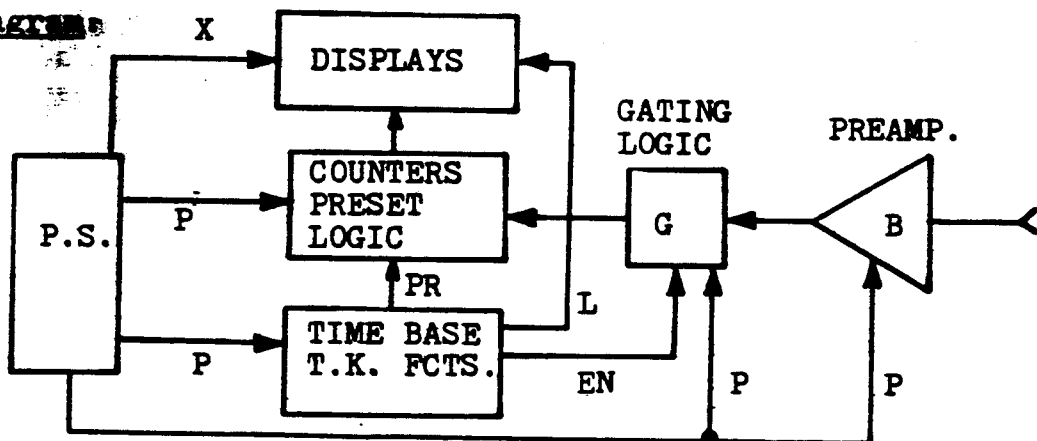 X
DISPLAYS
GATING
LOGIC
PREAMP.
COUNTERS
PRESET
LOGIC
P
P.S.
G
B
PR
L
TIME BASE
T.K. FCTS.
P
EN
P
P